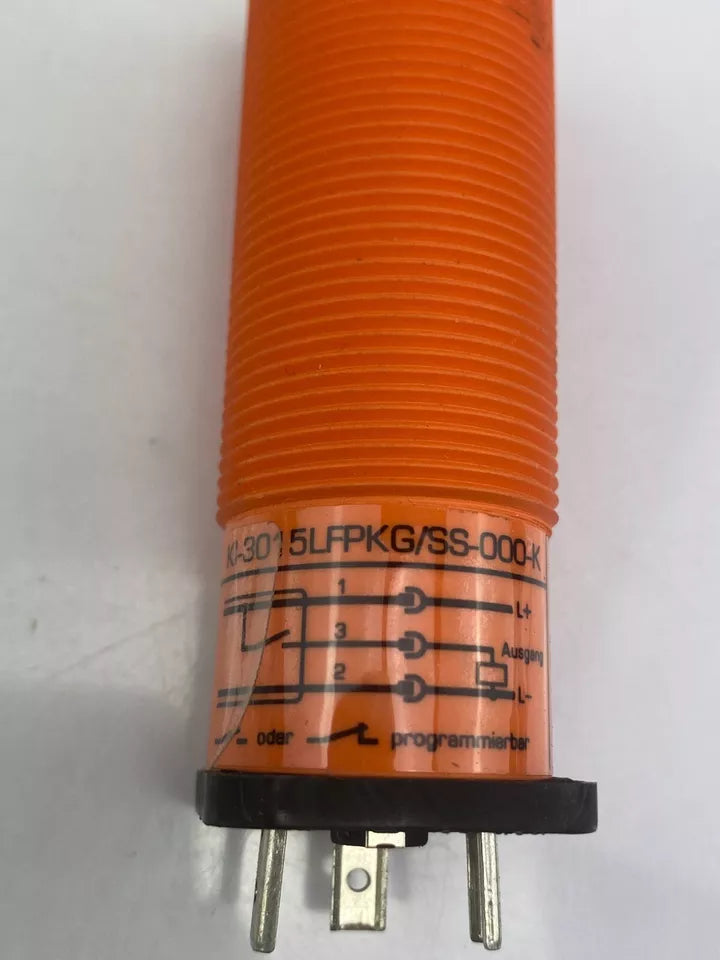 KI-3015LFPKG/SS-000-K
1 L+
3 Ausgang
2 L-
oder programmierbar